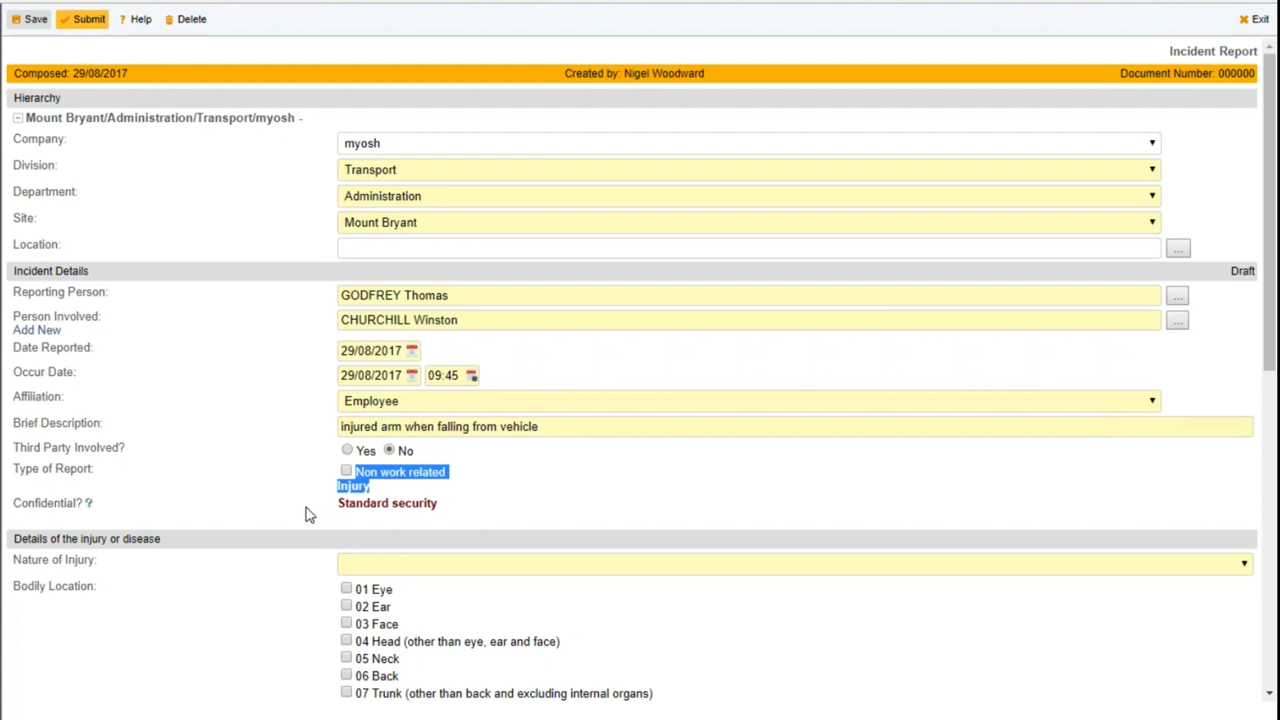 Save Submit ? Help Delete Exit
Incident Report
Composed: 29/08/2017 Created by: Nigel Woodward Document Number: 000000
Hierarchy
Mount Bryant/Administration/Transport/myosh -
Company: myosh
Division: Transport
Department: Administration
Site: Mount Bryant
Location: ...
Incident Details Draft
Reporting Person: GODFREY Thomas ...
Person Involved: CHURCHILL Winston ...
Add New
Date Reported: 29/08/2017
Occur Date: 29/08/2017 09:45
Affiliation: Employee
Brief Description: injured arm when falling from vehicle
Third Party Involved? Yes No
Type of Report: Non work related
Injury
Confidential? ? Standard security
Details of the injury or disease
Nature of Injury:
Bodily Location: 01 Eye
02 Ear
03 Face
04 Head (other than eye, ear and face)
05 Neck
06 Back
07 Trunk (other than back and excluding internal organs)